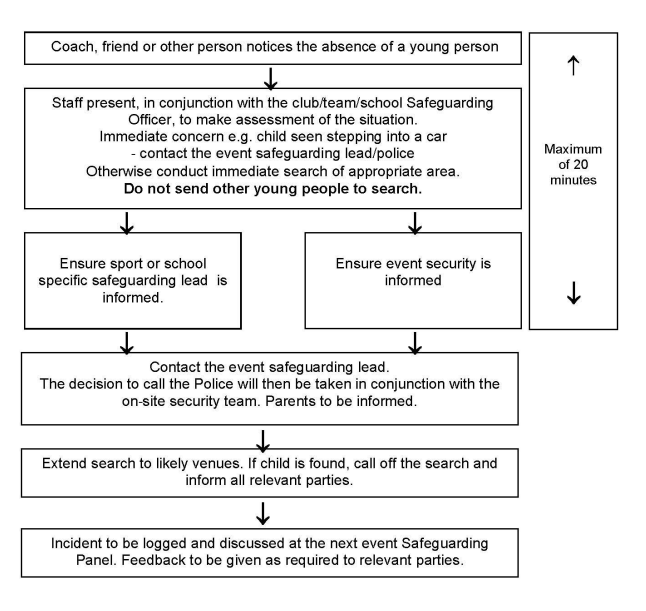 Coach, friend or other person notices the absence of a young person
Staff present, in conjunction with the club/team/school Safeguarding
Officer, to make assessment of the situation.
Immediate concern e.g. child seen stepping into a car
- contact the event safeguarding lead/police
Otherwise conduct immediate search of appropriate area.
Do not send other young people to search.
Maximum
of 20
minutes
Ensure sport or school
specific safeguarding lead is
informed.
Ensure event security is
informed
Contact the event safeguarding lead.
The decision to call the Police will then be taken in conjunction with the
on-site security team. Parents to be informed.
Extend search to likely venues. If child is found, call off the search and
inform all relevant parties.
Incident to be logged and discussed at the next event Safeguarding
Panel. Feedback to be given as required to relevant parties.